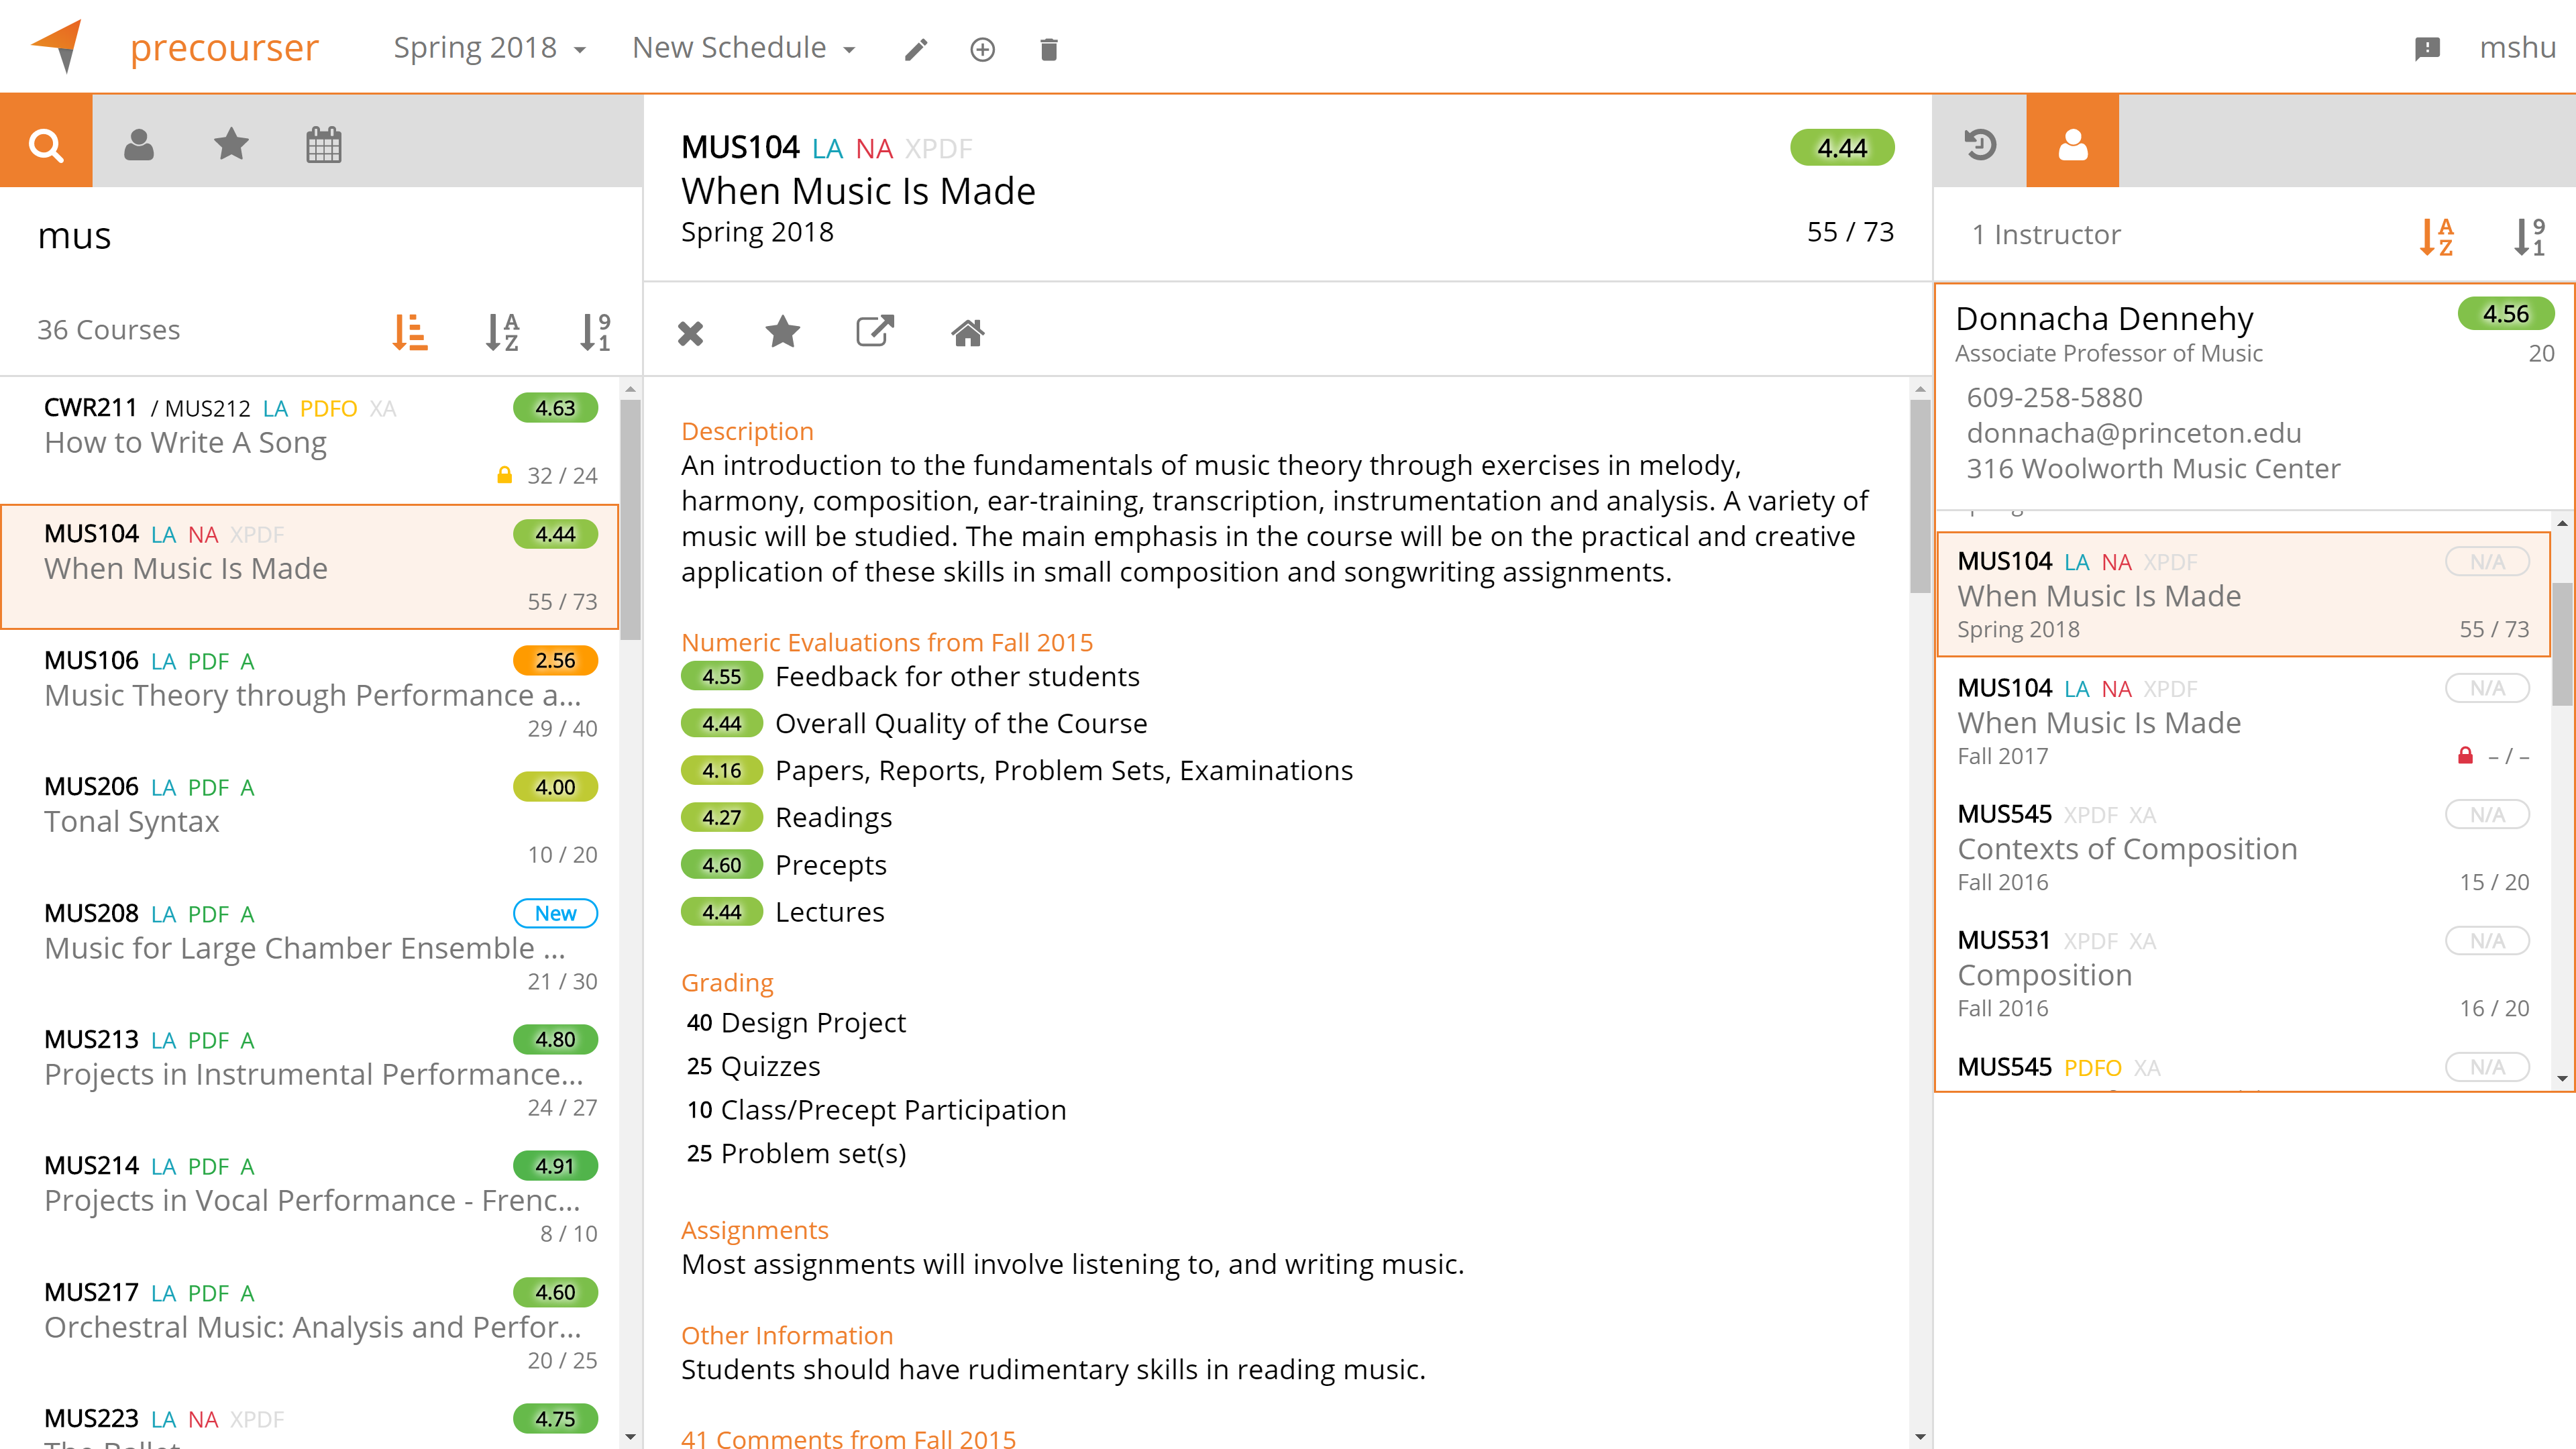 precourser
Spring 2018
New Schedule
mshu
mus
36 Courses
A
Z
9
1
CWR211 / MUS212 LA PDFO XA 4.63
How to Write A Song
32 / 24
MUS104 LA NA XPDF 4.44
When Music Is Made
55 / 73
MUS106 LA PDF A 2.56
Music Theory through Performance a...
29 / 40
MUS206 LA PDF A 4.00
Tonal Syntax
10 / 20
MUS208 LA PDF A New
Music for Large Chamber Ensemble ...
21 / 30
MUS213 LA PDF A 4.80
Projects in Instrumental Performance...
24 / 27
MUS214 LA PDF A 4.91
Projects in Vocal Performance - Frenc...
8 / 10
MUS217 LA PDF A 4.60
Orchestral Music: Analysis and Perfor...
20 / 25
MUS223 LA NA XPDF 4.75
The Ballet
MUS104 LA NA XPDF 4.44
When Music Is Made
Spring 2018 55 / 73
Description
An introduction to the fundamentals of music theory through exercises in melody,
harmony, composition, ear-training, transcription, instrumentation and analysis. A variety of
music will be studied. The main emphasis in the course will be on the practical and creative
application of these skills in small composition and songwriting assignments.
Numeric Evaluations from Fall 2015
4.55 Feedback for other students
4.44 Overall Quality of the Course
4.16 Papers, Reports, Problem Sets, Examinations
4.27 Readings
4.60 Precepts
4.44 Lectures
Grading
40 Design Project
25 Quizzes
10 Class/Precept Participation
25 Problem set(s)
Assignments
Most assignments will involve listening to, and writing music.
Other Information
Students should have rudimentary skills in reading music.
41 Comments from Fall 2015
1 Instructor
A
Z
9
1
Donnacha Dennehy 4.56
Associate Professor of Music 20
609-258-5880
donnacha@princeton.edu
316 Woolworth Music Center
MUS104 LA NA XPDF N/A
When Music Is Made
Spring 2018 55 / 73
MUS104 LA NA XPDF N/A
When Music Is Made
Fall 2017 – / –
MUS545 XPDF XA N/A
Contexts of Composition
Fall 2016 15 / 20
MUS531 XPDF XA N/A
Composition
Fall 2016 16 / 20
MUS545 PDFO XA N/A